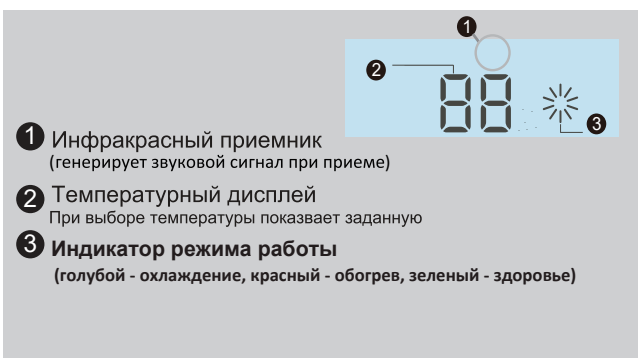 1
2
88
3
1 Инфракрасный приемник
(генерирует звуковой сигнал при приеме)
2 Температурный дисплей
При выборе температуры показвает заданную
3 Индикатор режима работы
(голубой - охлаждение, красный - обогрев, зеленый - здоровье)